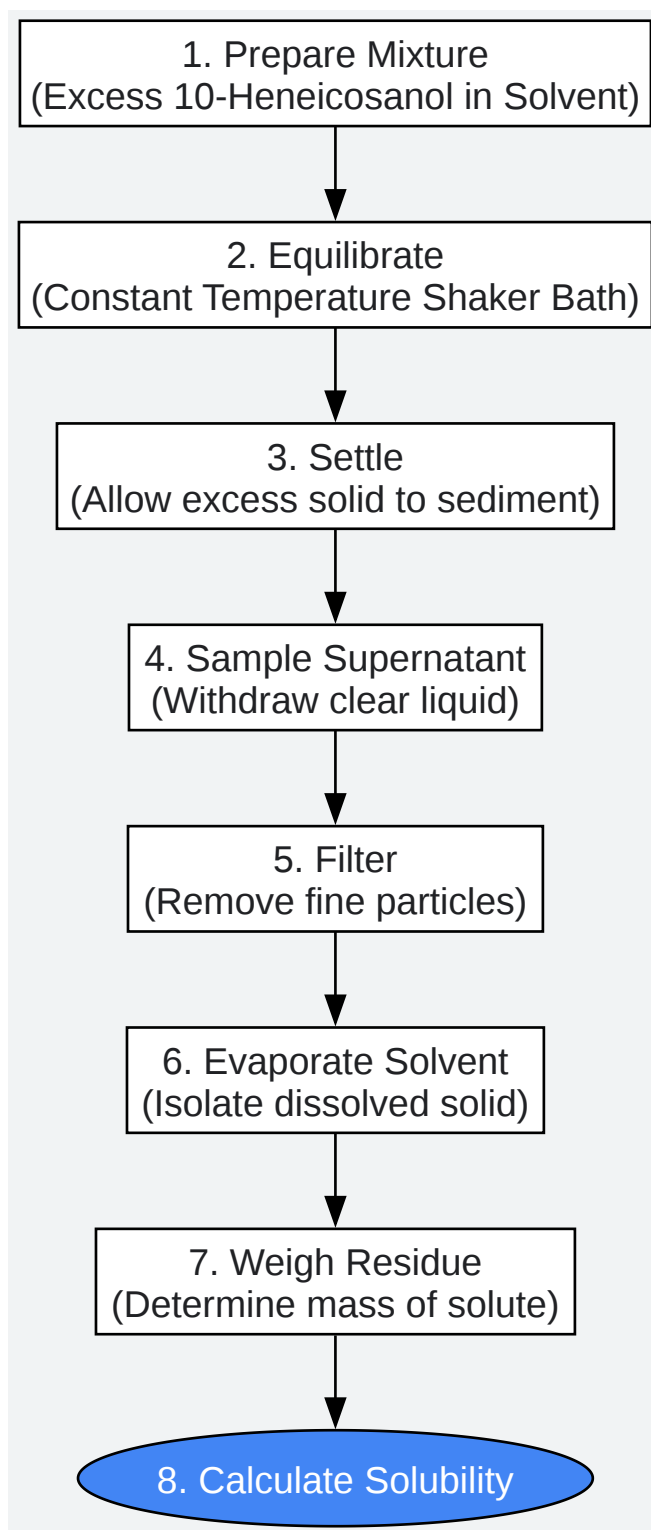 1. Prepare Mixture
(Excess 10-Heneicosanol in Solvent)
2. Equilibrate
(Constant Temperature Shaker Bath)
3. Settle
(Allow excess solid to sediment)
4. Sample Supernatant
(Withdraw clear liquid)
5. Filter
(Remove fine particles)
6. Evaporate Solvent
(Isolate dissolved solid)
7. Weigh Residue
(Determine mass of solute)
8. Calculate Solubility